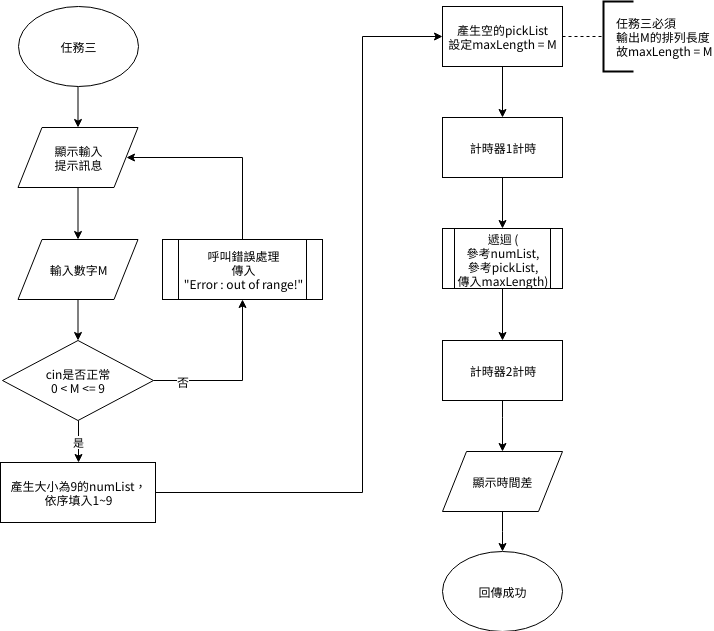 任務三
顯示輸入
提示訊息
輸入數字M
呼叫錯誤處理
傳入
"Error : out of range!"
cin是否正常
0 < M <= 9
否
是
產生大小為9的numList，
依序填入1~9
產生空的pickList
設定maxLength = M
任務三必須
輸出M的排列長度
故maxLength = M
計時器1計時
遞迴 (
參考numList,
參考pickList,
傳入maxLength)
計時器2計時
顯示時間差
回傳成功